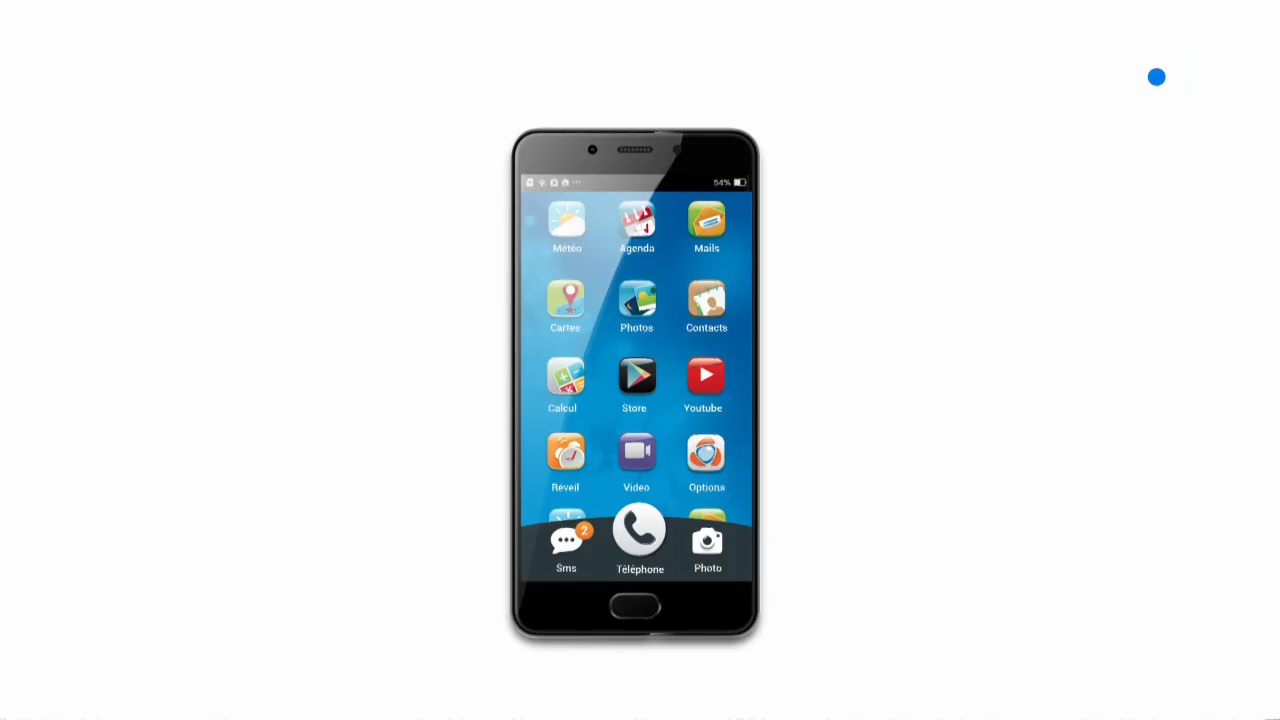 54%
Météo Agenda Mails
Cartes Photos Contacts
Calcul Store Youtube
Réveil Video Options
2
Sms Téléphone Photo